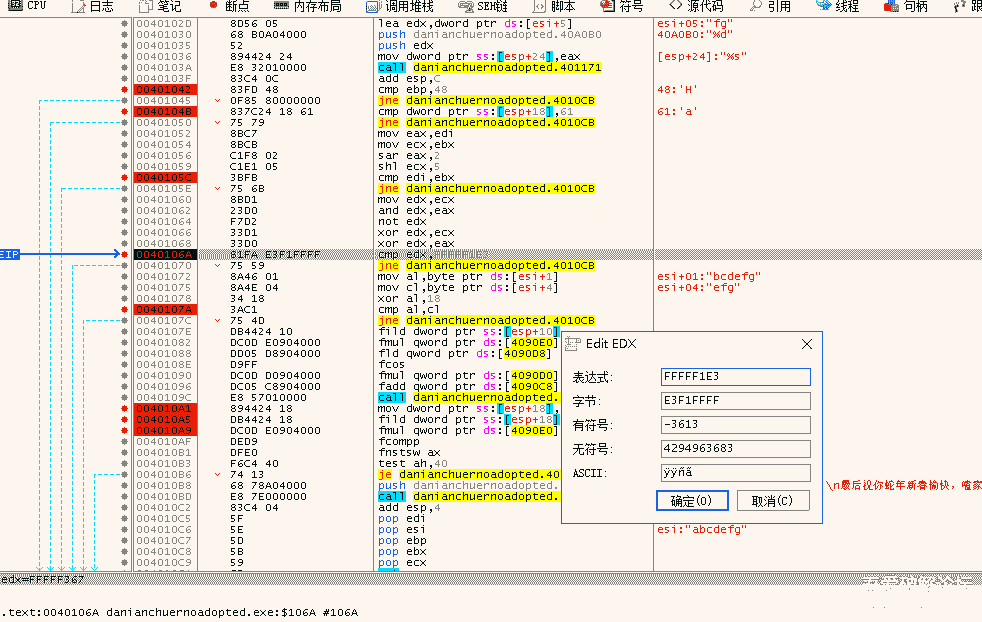 CPU 日志 笔记 断点 内存布局 调用堆栈 SEH链 脚本 符号 源代码 引用 线程 句柄
0040102D 8D56 05 lea edx,dword ptr ds:[esi+5] esi+05:"fg"
00401030 68 B0A04000 push danianchuernoadopted.40A0B0 40A0B0:"%d"
00401035 52 push edx
00401036 894424 24 mov dword ptr ss:[esp+24],eax [esp+24]:"%s"
0040103A E8 32010000 call danianchuernoadopted.401171
0040103F 83C4 0C add esp,C
00401042 83FD 48 cmp ebp,48 48:'H'
00401045 0F85 80000000 jne danianchuernoadopted.4010CB
0040104B 837C24 18 61 cmp dword ptr ss:[esp+18],61 61:'a'
00401050 75 79 jne danianchuernoadopted.4010CB
00401052 8BC7 mov eax,edi
00401054 8BCB mov ecx,ebx
00401056 C1F8 02 sar eax,2
00401059 C1E1 05 shl ecx,5
0040105C 3BFB cmp edi,ebx
0040105E 75 6B jne danianchuernoadopted.4010CB
00401060 8BD1 mov edx,ecx
00401062 23D0 and edx,eax
00401064 F7D2 not edx
00401066 33D1 xor edx,ecx
00401068 33D0 xor edx,eax
EIP 0040106A 81FA E3F1FFFF cmp edx,FFFFF1E3
00401070 75 59 jne danianchuernoadopted.4010CB
00401072 8A46 01 mov al,byte ptr ds:[esi+1] esi+01:"bcdefg"
00401075 8A4E 04 mov cl,byte ptr ds:[esi+4] esi+04:"efg"
00401078 34 18 xor al,18
0040107A 3AC1 cmp al,cl
0040107C 75 4D jne danianchuernoadopted.4010CB
0040107E DB4424 10 fild dword ptr ss:[esp+10]
00401082 DC0D E0904000 fmul qword ptr ds:[4090E0]
00401088 DD05 D8904000 fld qword ptr ds:[4090D8]
0040108E D9FF fcos
00401090 DC0D D0904000 fmul qword ptr ds:[4090D0]
00401096 DC05 C8904000 fadd qword ptr ds:[4090C8]
0040109C E8 57010000 call danianchuernoadopted.
004010A1 894424 18 mov dword ptr ss:[esp+18],
004010A5 DB4424 18 fild dword ptr ss:[esp+18]
004010A9 DC0D E0904000 fmul qword ptr ds:[4090E0]
004010AF DED9 fcompp
004010B1 DFE0 fnstsw ax
004010B3 F6C4 40 test ah,40
004010B6 74 13 je danianchuernoadopted.40
004010B8 68 78A04000 push danianchuernoadopted. \n最后祝你蛇年新春愉快,
004010BD E8 7E000000 call danianchuernoadopted.
004010C2 83C4 04 add esp,4
004010C5 5F pop edi
004010C6 5E pop esi esi:"abcdefg"
004010C7 5D pop ebp
004010C8 5B pop ebx
004010C9 59 pop ecx
Edit EDX
表达式: FFFFF1E3
字节: E3F1FFFF
有符号: -3613
无符号: 4294963683
ASCII: ÿÿñã
确定(O) 取消(C)
edx=FFFFF367
吾爱破解论坛
.text:0040106A danianchuernoadopted.exe:$106A #106A